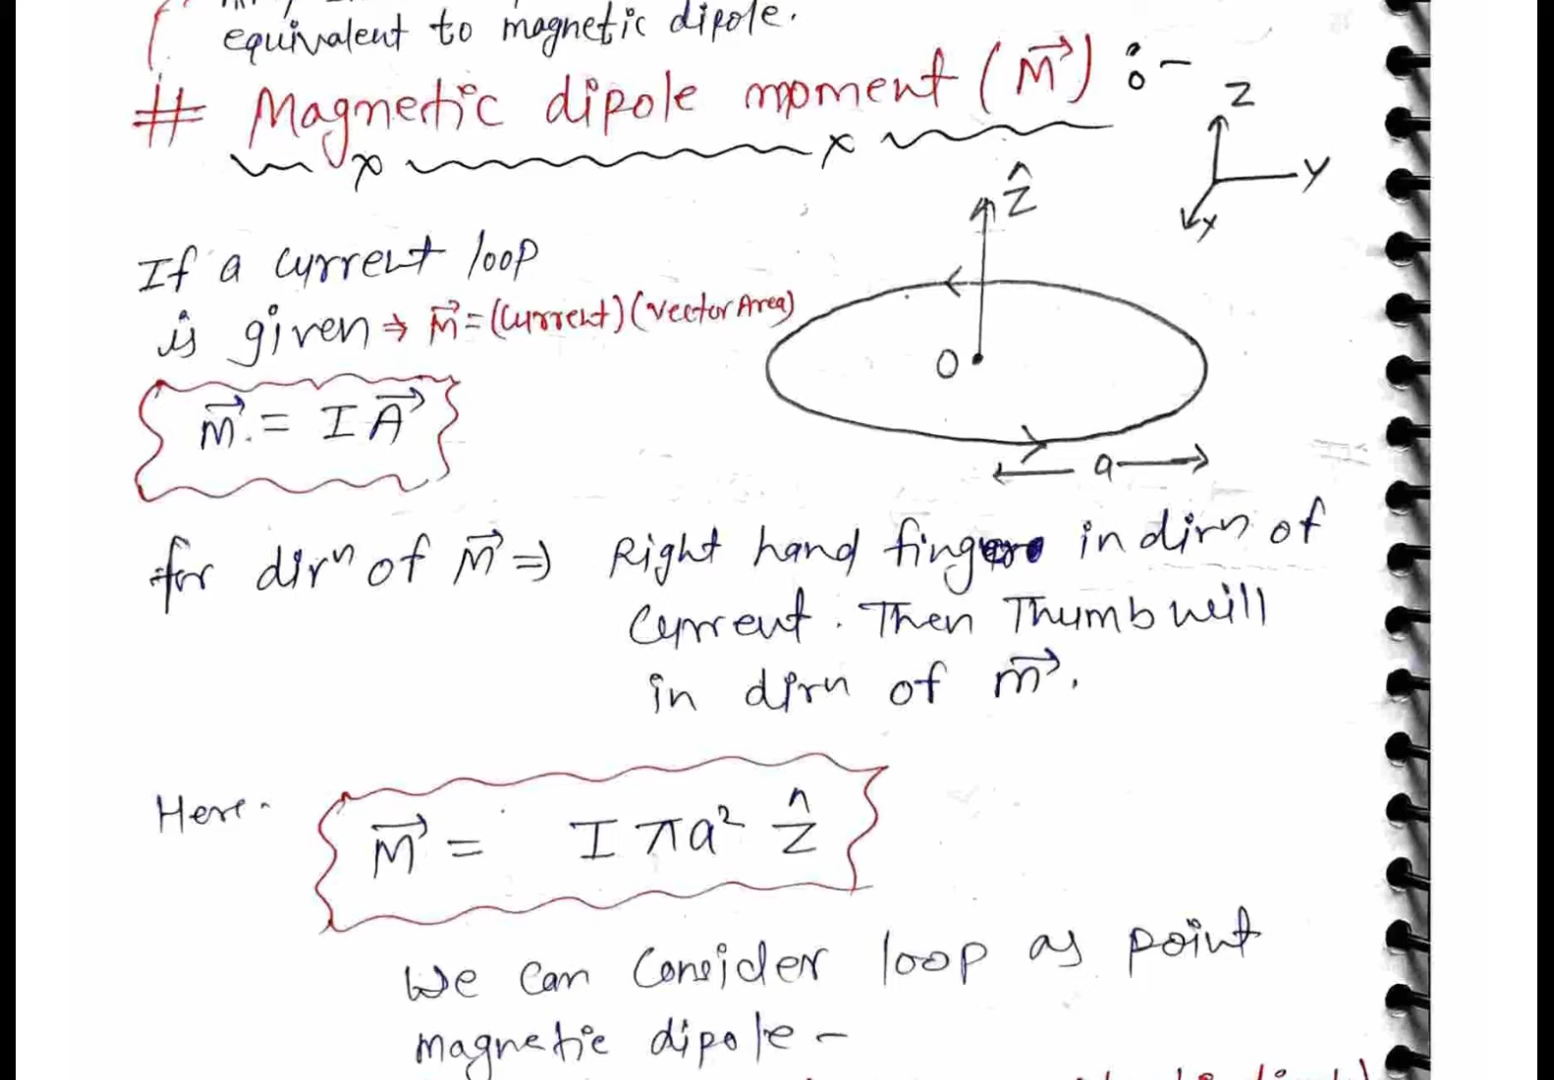 equivalent to magnetic dipole.
# Magnetic dipole moment (M⃗) :-
Z
Y
X
ẑ
If a current loop
is given ⇒ M⃗ = (Current) (Vector Area)
O
M⃗ = I A⃗
a
for dirⁿ of M⃗ ⇒ Right hand finger in dirn of
Current. Then Thumb will
in dirn of m⃗.
Here.
M⃗ = I πa² ẑ
We can Consider loop as point
magnetic dipole -